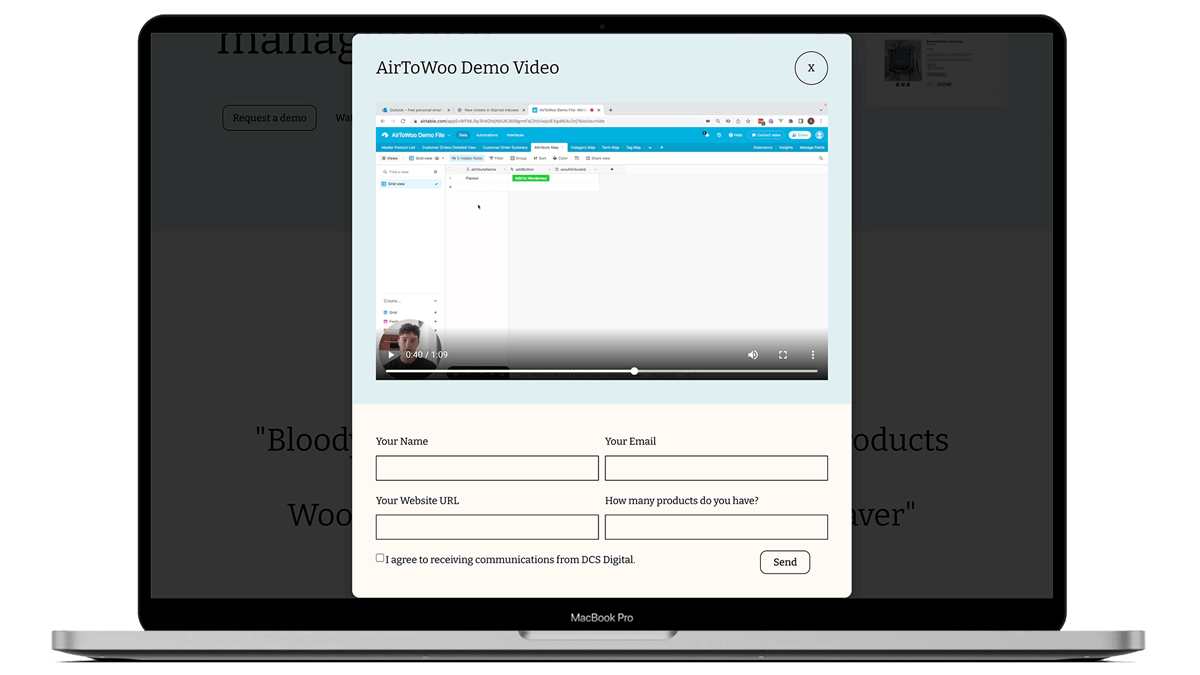 manag
AirToWoo Demo Video
X
Request a demo
Wa
Outlook – free personal email
New tickets in Starred Inboxes
AirToWoo Demo File: Attri
AirToWoo Demo File
Data
Automations
Interfaces
Help
Contact sales
Share
Master Product List
Customer Orders Detailed View
Customer Order Summary
Attribute Map
Category Map
Term Map
Tag Map
Extensions
Insights
Manage Fields
Views
Grid view
6 hidden fields
Filter
Group
Sort
Color
Share view
Find a view
attributeName
addButton
wooAttributeId
Grid view
1
Flavour
Add to Wordpress
Create...
Grid
Form
0:40 / 1:09
"Bloody
oducts
Woo
aver"
Your Name
Your Email
Your Website URL
How many products do you have?
I agree to receiving communications from DCS Digital.
Send
MacBook Pro